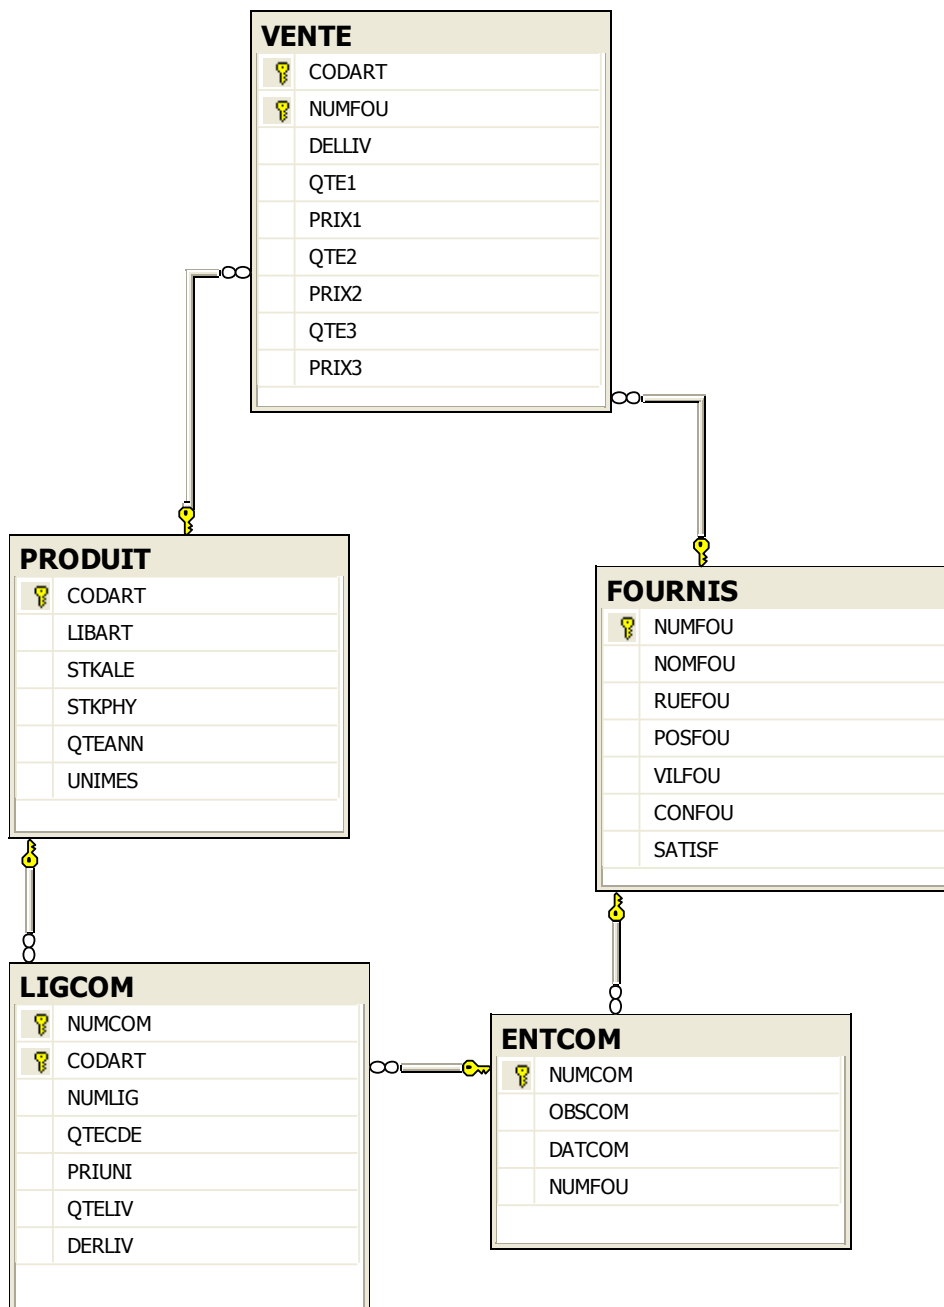 VENTE
CODART
NUMFOU
DELLIV
QTE1
PRIX1
QTE2
PRIX2
QTE3
PRIX3
PRODUIT
CODART
LIBART
STKALE
STKPHY
QTEANN
UNIMES
FOURNIS
NUMFOU
NOMFOU
RUEFOU
POSFOU
VILFOU
CONFOU
SATISF
LIGCOM
NUMCOM
CODART
NUMLIG
QTECDE
PRIUNI
QTELIV
DERLIV
ENTCOM
NUMCOM
OBSCOM
DATCOM
NUMFOU